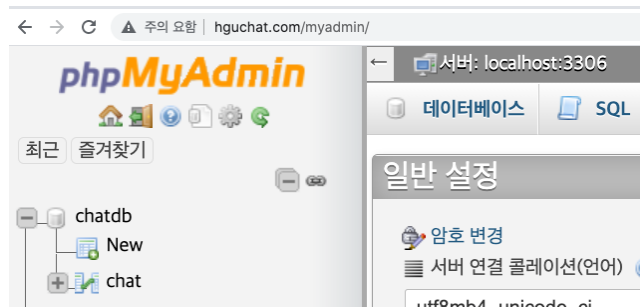 주의 요함 hguchat.com/myadmin/
phpMyAdmin
최근 즐겨찾기
chatdb
New
chat
서버: localhost:3306
데이터베이스 SQL
일반 설정
암호 변경
서버 연결 콜레이션(언어)